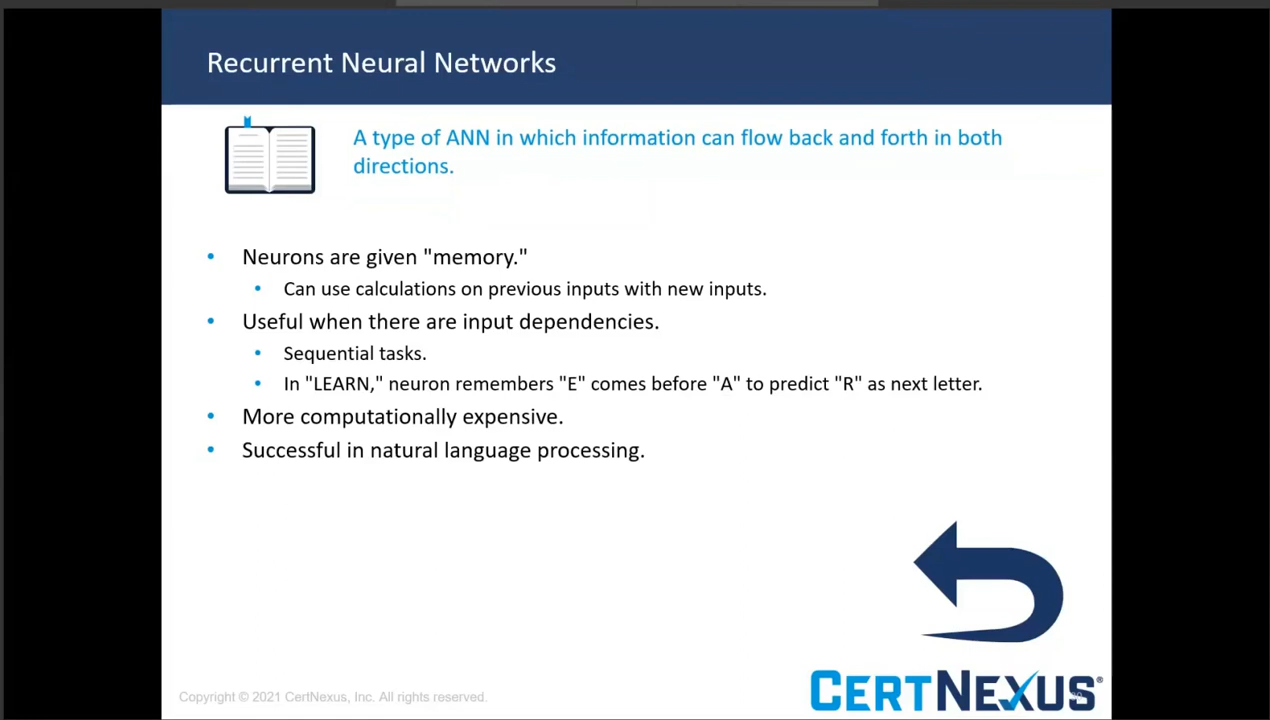 Recurrent Neural Networks
A type of ANN in which information can flow back and forth in both
directions.
• Neurons are given "memory."
• Can use calculations on previous inputs with new inputs.
• Useful when there are input dependencies.
• Sequential tasks.
• In "LEARN," neuron remembers "E" comes before "A" to predict "R" as next letter.
• More computationally expensive.
• Successful in natural language processing.
Copyright © 2021 CertNexus, Inc. All rights reserved.
CERTNEXUS®